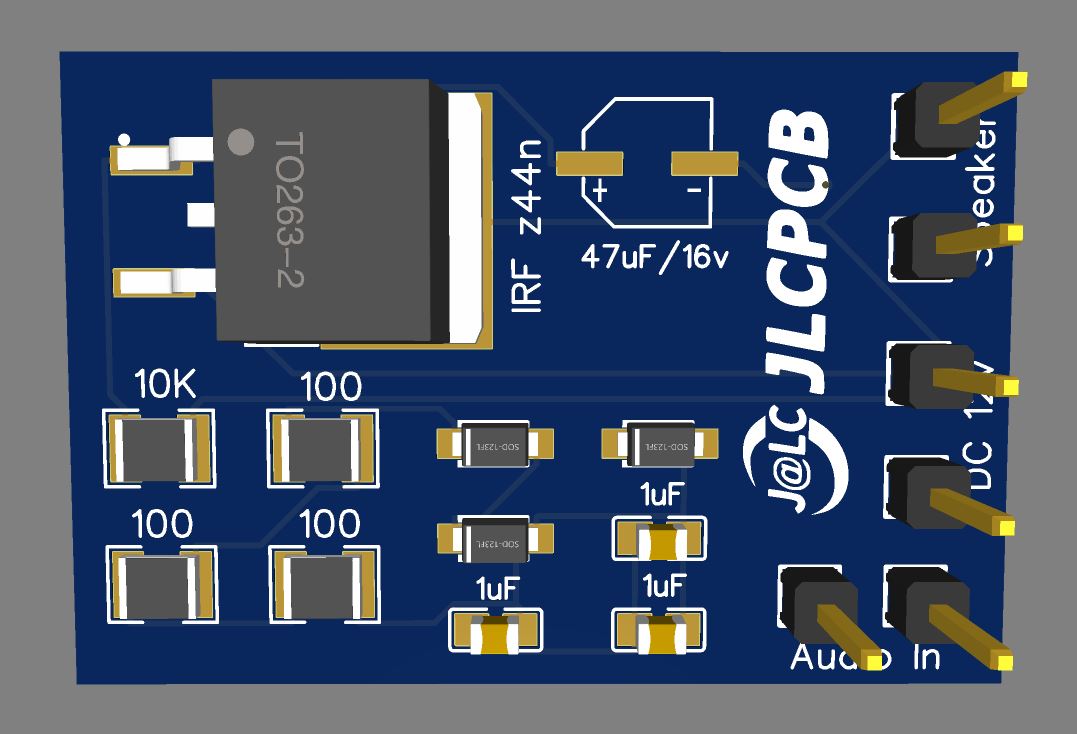 TO263-2
IRF z44n
+ -
47uF/16v
JLCPCB
J@LC
Speaker
DC 12v
10K
100
100
100
SOD-123FL
SOD-123FL
SOD-123FL
1uF
1uF
1uF
Audio In